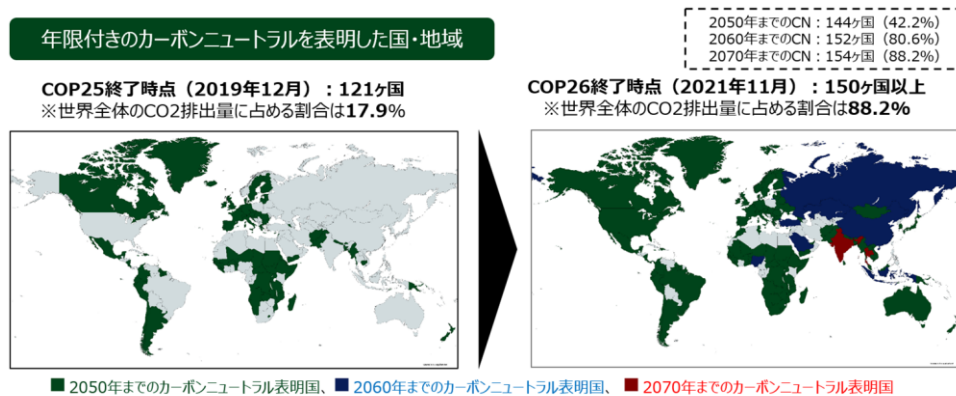 年限付きのカーボンニュートラルを表明した国・地域
2050年までのCN：144ヶ国（42.2%）
2060年までのCN：152ヶ国（80.6%）
2070年までのCN：154ヶ国（88.2%）
COP25終了時点（2019年12月）：121ヶ国
※世界全体のCO2排出量に占める割合は17.9%
COP26終了時点（2021年11月）：150ヶ国以上
※世界全体のCO2排出量に占める割合は88.2%
■2050年までのカーボンニュートラル表明国、■2060年までのカーボンニュートラル表明国、■2070年までのカーボンニュートラル表明国